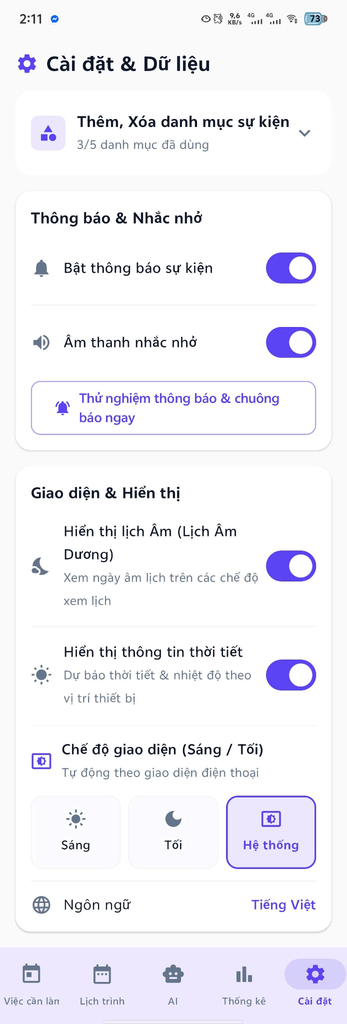 2:11
9,6
KB/s
4G
4G
73
Cài đặt & Dữ liệu
Thêm, Xóa danh mục sự kiện
3/5 danh mục đã dùng
Thông báo & Nhắc nhở
Bật thông báo sự kiện
Âm thanh nhắc nhở
Thử nghiệm thông báo & chuông
báo ngay
Giao diện & Hiển thị
Hiển thị lịch Âm (Lịch Âm
Dương)
Xem ngày âm lịch trên các chế độ
xem lịch
Hiển thị thông tin thời tiết
Dự báo thời tiết & nhiệt độ theo
vị trí thiết bị
Chế độ giao diện (Sáng / Tối)
Tự động theo giao diện điện thoại
Sáng
Tối
Hệ thống
Ngôn ngữ
Tiếng Việt
Việc cần làn
Lịch trình
AI
Thống kê
Cài đặt